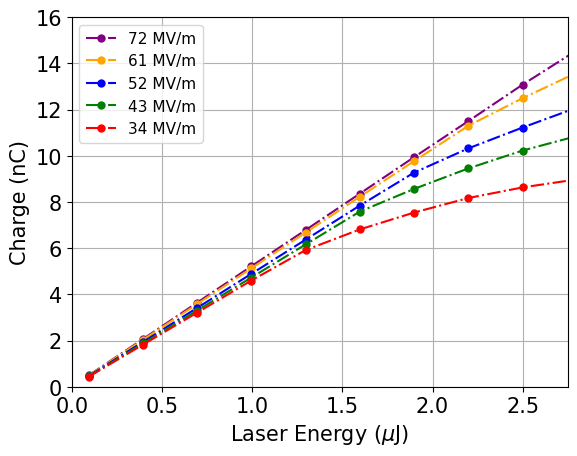 72 MV/m
61 MV/m
52 MV/m
43 MV/m
34 MV/m
Charge (nC)
16
14
12
10
8
6
4
2
0
0.0 0.5 1.0 1.5 2.0 2.5
Laser Energy (μJ)